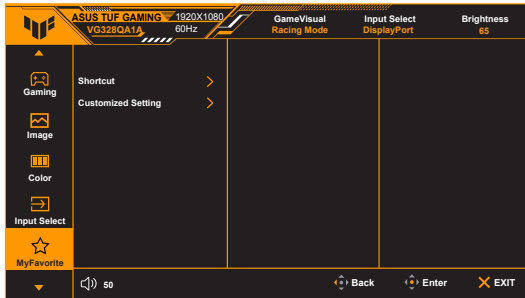 ASUS TUF GAMING 1920X1080
VG328QA1A 60Hz
GameVisual
Racing Mode
Input Select
DisplayPort
Brightness
65
Gaming
Image
Color
Input Select
MyFavorite
Shortcut
Customized Setting
50
Back
Enter
EXIT